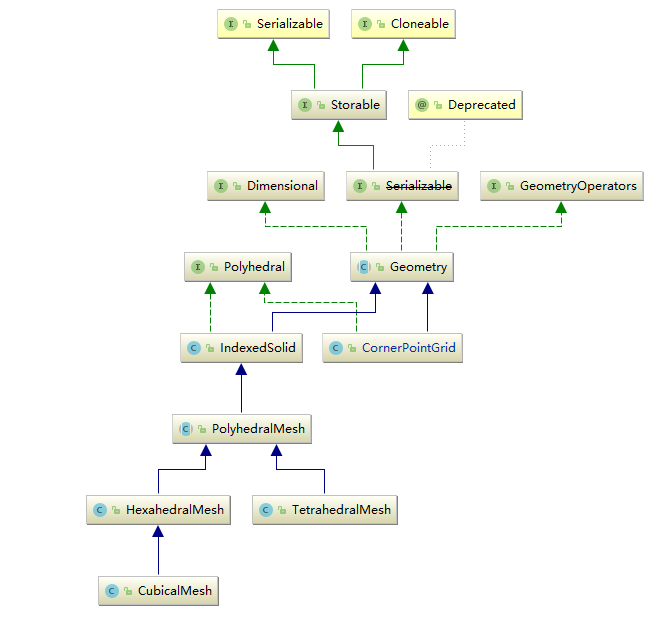 Serializable Cloneable
Storable Deprecated
Dimensional Serializable GeometryOperators
Polyhedral Geometry
IndexedSolid CornerPointGrid
PolyhedralMesh
HexahedralMesh TetrahedralMesh
CubicalMesh